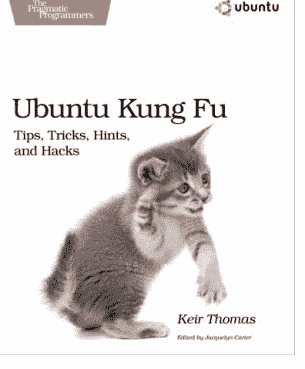 The
Pragmatic
Programmers
ubuntu
Ubuntu Kung Fu
Tips, Tricks, Hints,
and Hacks
Keir Thomas
Edited by Jacquelyn Carter